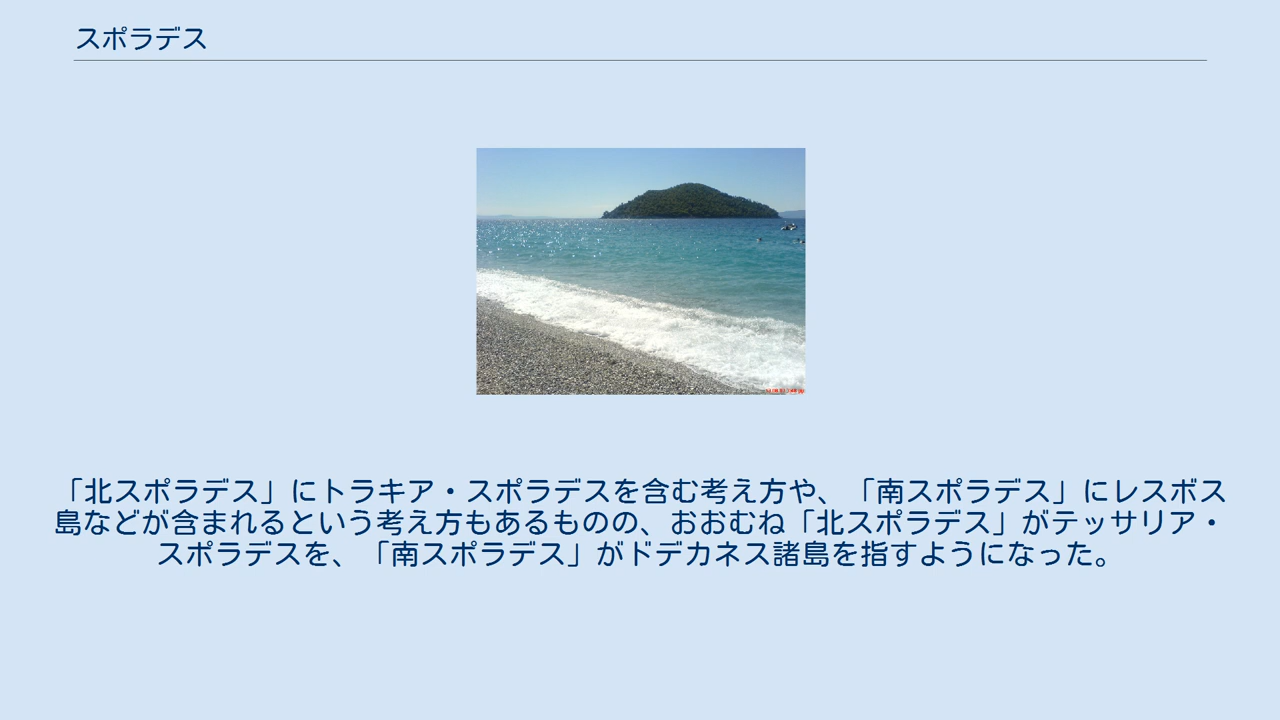 スポラデス
「北スポラデス」にトラキア・スポラデスを含む考え方や、「南スポラデス」にレスボス
島などが含まれるという考え方もあるものの、おおむね「北スポラデス」がテッサリア・
スポラデスを、「南スポラデス」がドデカネス諸島を指すようになった。